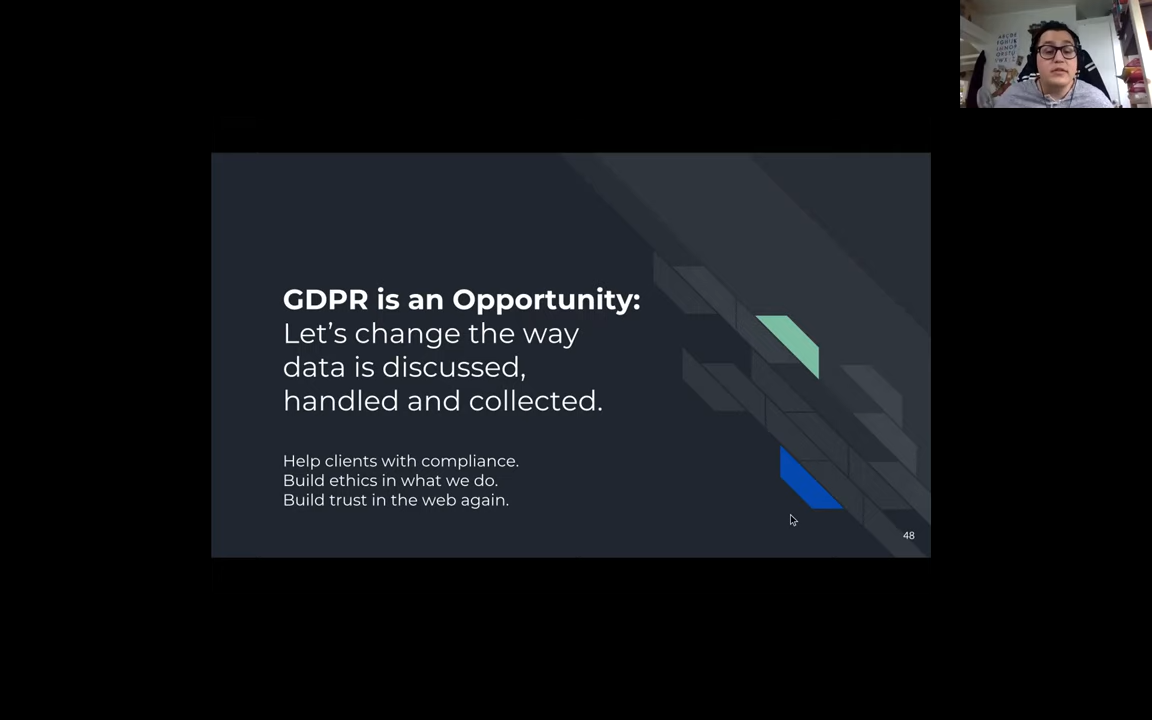 GDPR is an Opportunity:
Let's change the way
data is discussed,
handled and collected.
Help clients with compliance.
Build ethics in what we do.
Build trust in the web again.
48